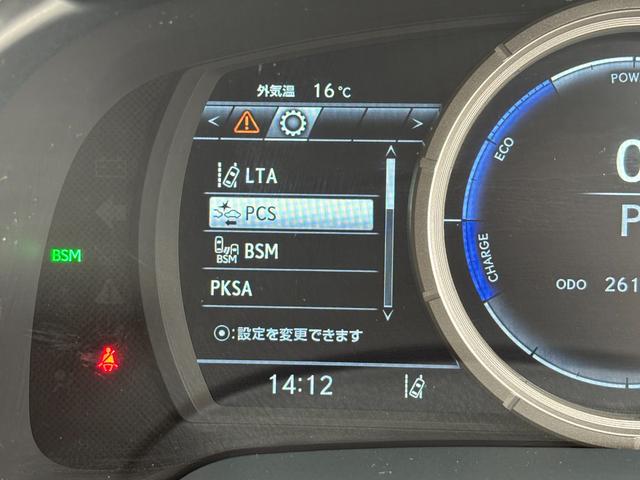 外気温 16℃
< >
LTA
PCS
BSM BSM
PKSA
:設定を変更できます
14:12
BSM
POW
ECO
CHARGE
0
P
ODO 261